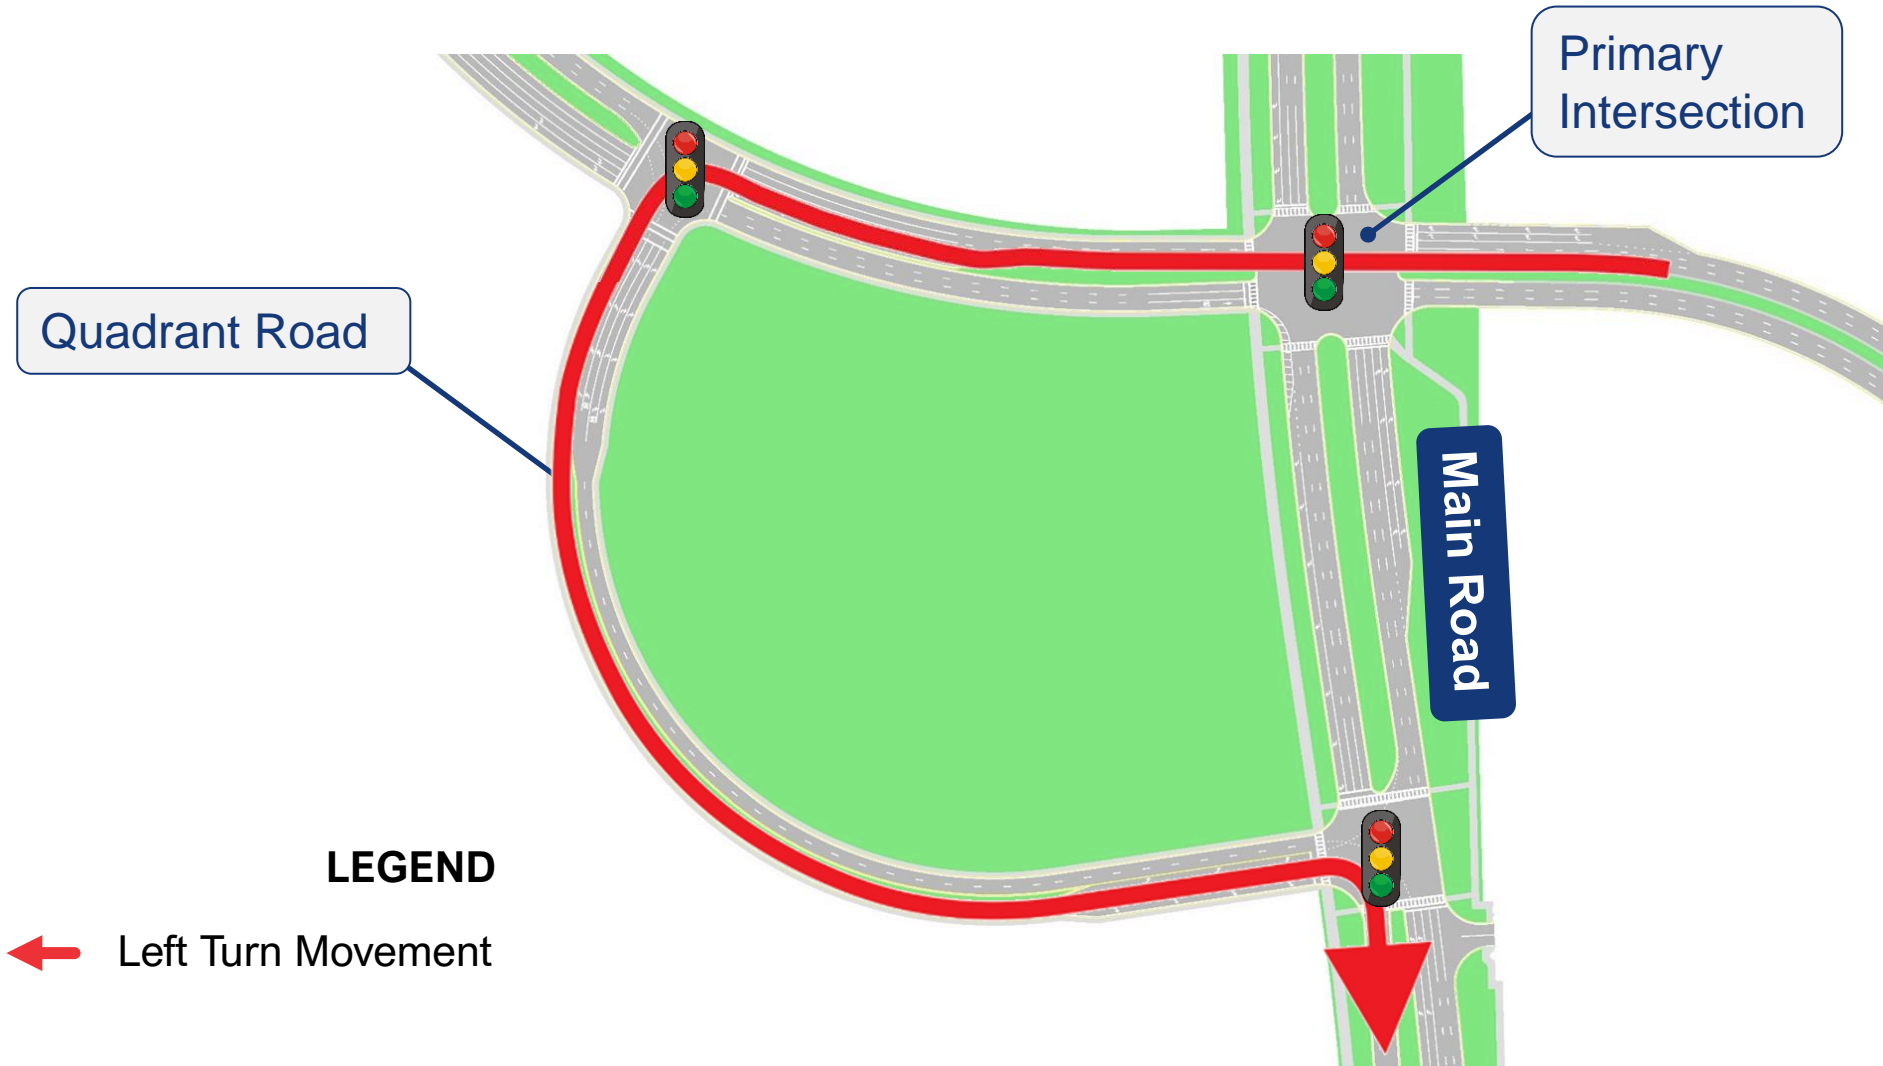 Primary
Intersection
Quadrant Road
Main Road
LEGEND
Left Turn Movement